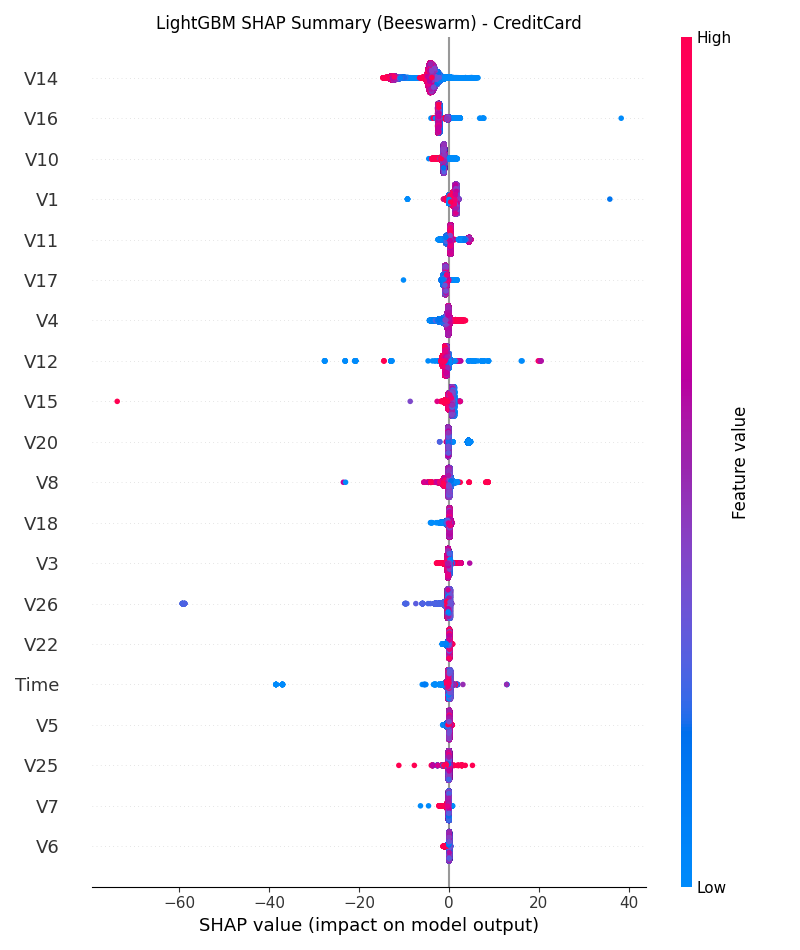 LightGBM SHAP Summary (Beeswarm) - CreditCard
High
V14
V16
V10
V1
V11
V17
V4
V12
V15
V20
V8
V18
V3
V26
V22
Time
V5
V25
V7
V6
Feature value
Low
−60 −40 −20 0 20 40
SHAP value (impact on model output)